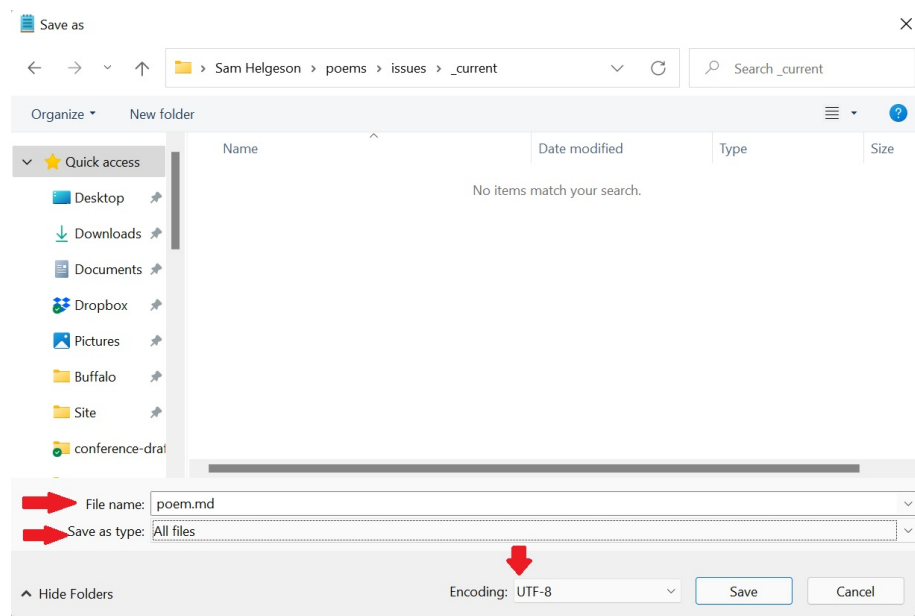 Save as
Sam Helgeson > poems > issues > _current
Search _current
Organize
New folder
Name
Date modified
Type
Size
Quick access
No items match your search.
Desktop
Downloads
Documents
Dropbox
Pictures
Buffalo
Site
conference-draf
File name: poem.md
Save as type: All files
Hide Folders
Encoding: UTF-8
Save
Cancel